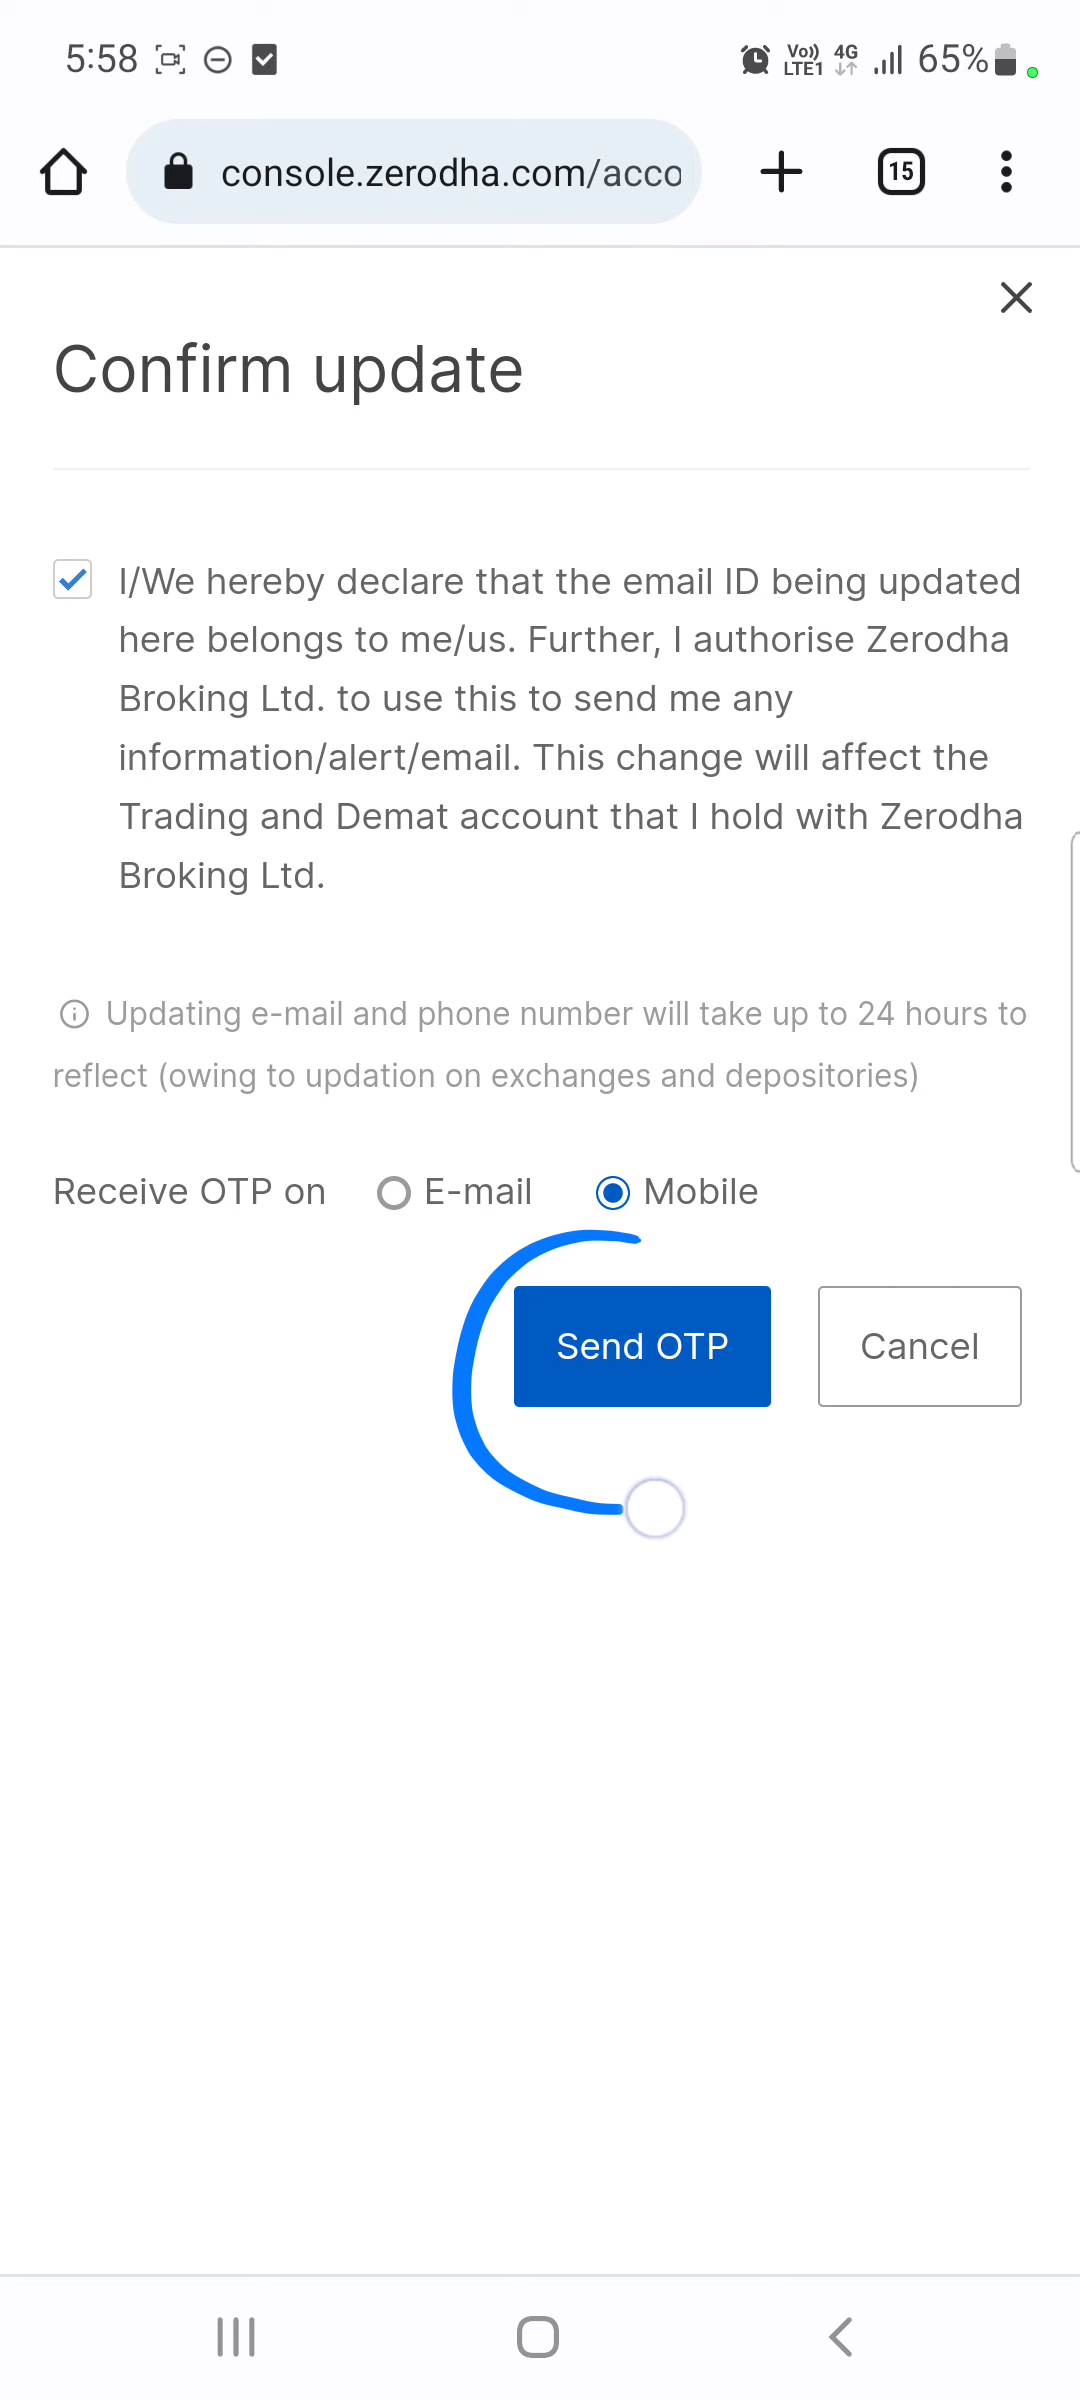 5:58
Vo)) LTE1 4G 65%
console.zerodha.com/acco
15
Confirm update
I/We hereby declare that the email ID being updated
here belongs to me/us. Further, I authorise Zerodha
Broking Ltd. to use this to send me any
information/alert/email. This change will affect the
Trading and Demat account that I hold with Zerodha
Broking Ltd.
Updating e-mail and phone number will take up to 24 hours to
reflect (owing to updation on exchanges and depositories)
Receive OTP on E-mail Mobile
Send OTP Cancel